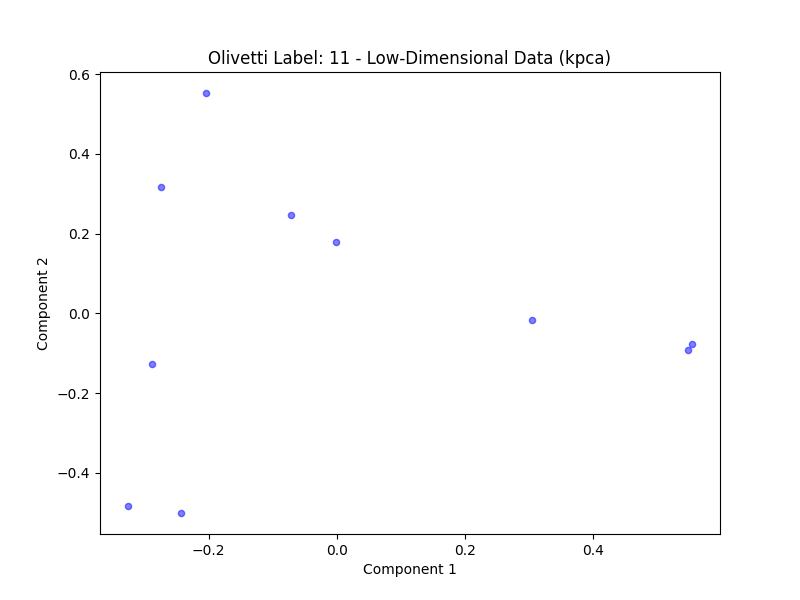 Olivetti Label: 11 - Low-Dimensional Data (kpca)
0.6
0.4
0.2
0.0
−0.2
−0.4
Component 2
−0.2 0.0 0.2 0.4
Component 1